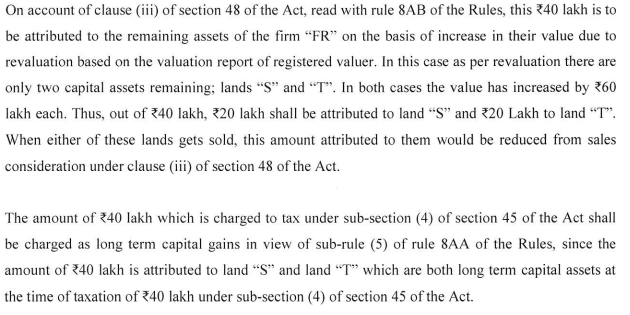 On account of clause (iii) of section 48 of the Act, read with rule 8AB of the Rules, this ₹40 lakh is to
be attributed to the remaining assets of the firm “FR” on the basis of increase in their value due to
revaluation based on the valuation report of registered valuer. In this case as per revaluation there are
only two capital assets remaining; lands “S” and “T”. In both cases the value has increased by ₹60
lakh each. Thus, out of ₹40 lakh, ₹20 lakh shall be attributed to land “S” and ₹20 Lakh to land “T”.
When either of these lands gets sold, this amount attributed to them would be reduced from sales
consideration under clause (iii) of section 48 of the Act.
The amount of ₹40 lakh which is charged to tax under sub-section (4) of section 45 of the Act shall
be charged as long term capital gains in view of sub-rule (5) of rule 8AA of the Rules, since the
amount of ₹40 lakh is attributed to land “S” and land “T” which are both long term capital assets at
the time of taxation of ₹40 lakh under sub-section (4) of section 45 of the Act.